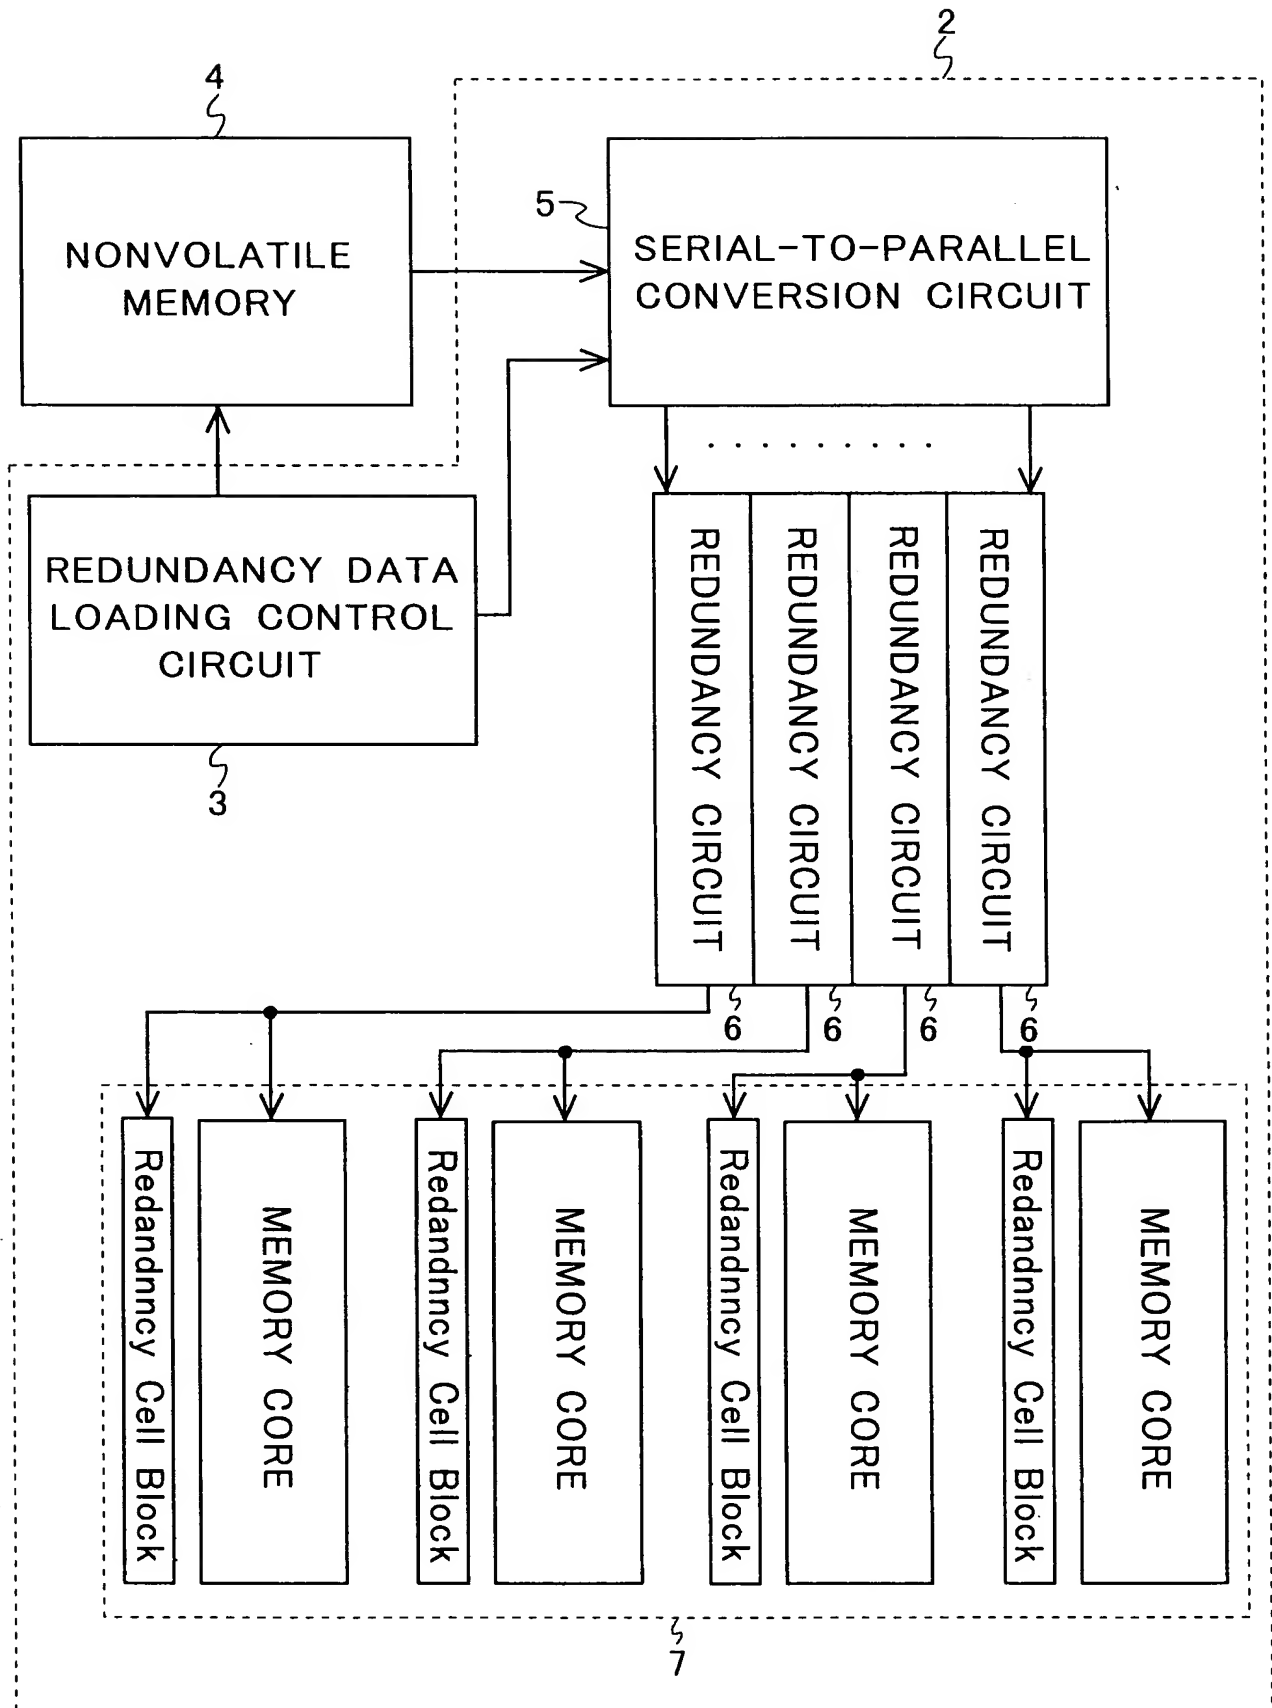 2
4
NONVOLATILE
MEMORY
5
SERIAL-TO-PARALLEL
CONVERSION CIRCUIT
..........
REDUNDANCY DATA
LOADING CONTROL
CIRCUIT
3
REDUNDANCY CIRCUIT
REDUNDANCY CIRCUIT
REDUNDANCY CIRCUIT
REDUNDANCY CIRCUIT
6
6
6
6
Redandnncy Cell Block
MEMORY CORE
Redandnncy Cell Block
MEMORY CORE
Redandnncy Cell Block
MEMORY CORE
Redandnncy Cell Block
MEMORY CORE
7